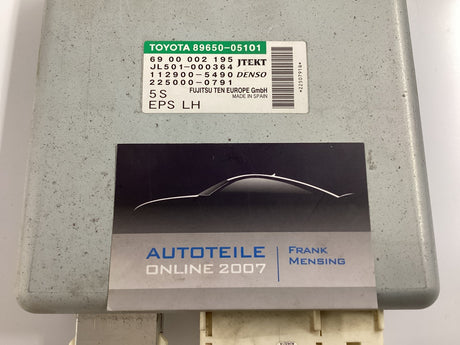 TOYOTA 89650-05101
69 00 002 195 JTEKT
JL501-000364
112900-5490 DENSO
225000-0791
FUJITSU TEN EUROPE GmbH
5S MADE IN SPAIN
EPS LH
AUTOTEILE
ONLINE 2007
FRANK
MENSING